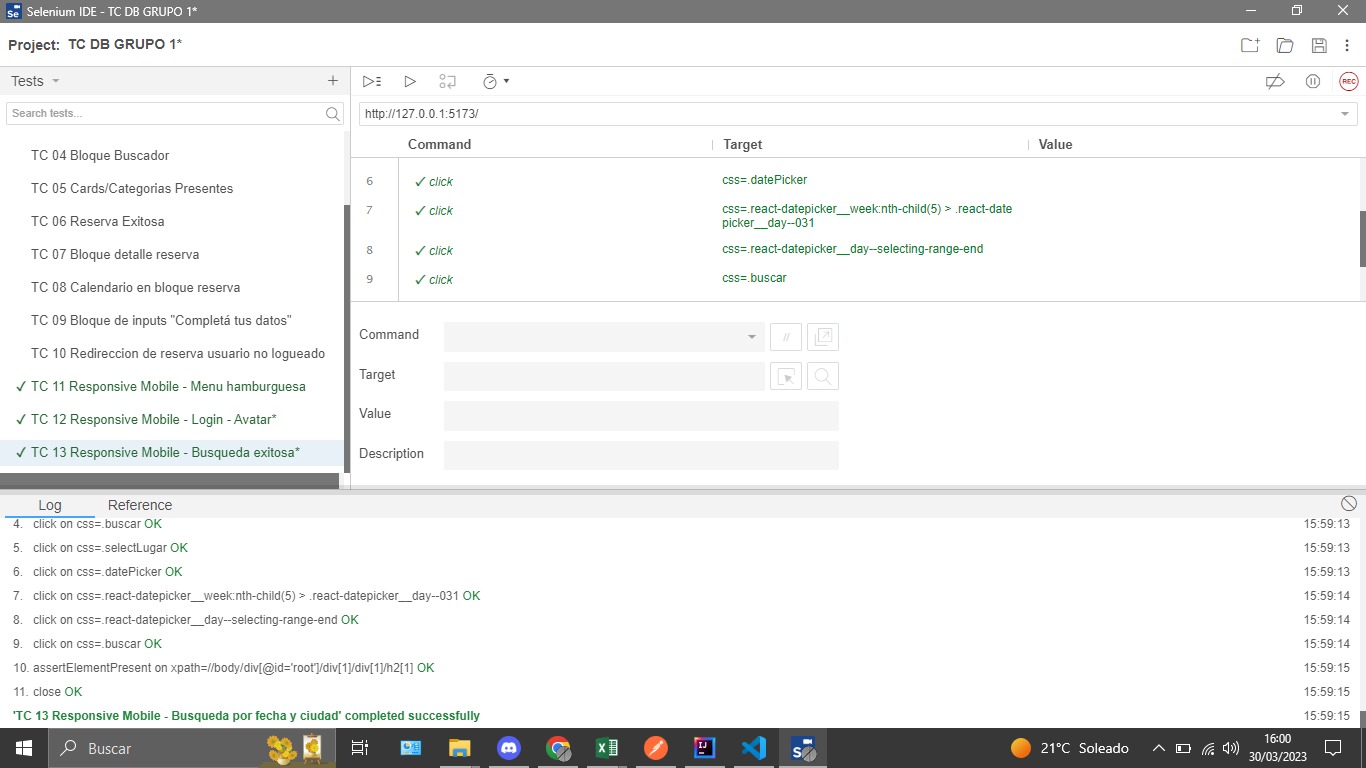 Se Selenium IDE - TC DB GRUPO 1*
Project: TC DB GRUPO 1*
Tests
Search tests...
TC 04 Bloque Buscador
TC 05 Cards/Categorias Presentes
TC 06 Reserva Exitosa
TC 07 Bloque detalle reserva
TC 08 Calendario en bloque reserva
TC 09 Bloque de inputs "Completá tus datos"
TC 10 Redireccion de reserva usuario no logueado
✓ TC 11 Responsive Mobile - Menu hamburguesa
✓ TC 12 Responsive Mobile - Login - Avatar*
✓ TC 13 Responsive Mobile - Busqueda exitosa*
REC
http://127.0.0.1:5173/
Command Target Value
6 ✓ click css=.datePicker
7 ✓ click css=.react-datepicker__week:nth-child(5) > .react-date
picker__day--031
8 ✓ click css=.react-datepicker__day--selecting-range-end
9 ✓ click css=.buscar
Command //
Target
Value
Description
Log Reference
4. click on css=.buscar OK 15:59:13
5. click on css=.selectLugar OK 15:59:13
6. click on css=.datePicker OK 15:59:13
7. click on css=.react-datepicker__week:nth-child(5) > .react-datepicker__day--031 OK 15:59:14
8. click on css=.react-datepicker__day--selecting-range-end OK 15:59:14
9. click on css=.buscar OK 15:59:14
10. assertElementPresent on xpath=//body/div[@id='root']/div[1]/div[1]/h2[1] OK 15:59:15
11. close OK 15:59:15
'TC 13 Responsive Mobile - Busqueda por fecha y ciudad' completed successfully 15:59:15
Buscar
IJ
Se
21°C Soleado
16:00
30/03/2023